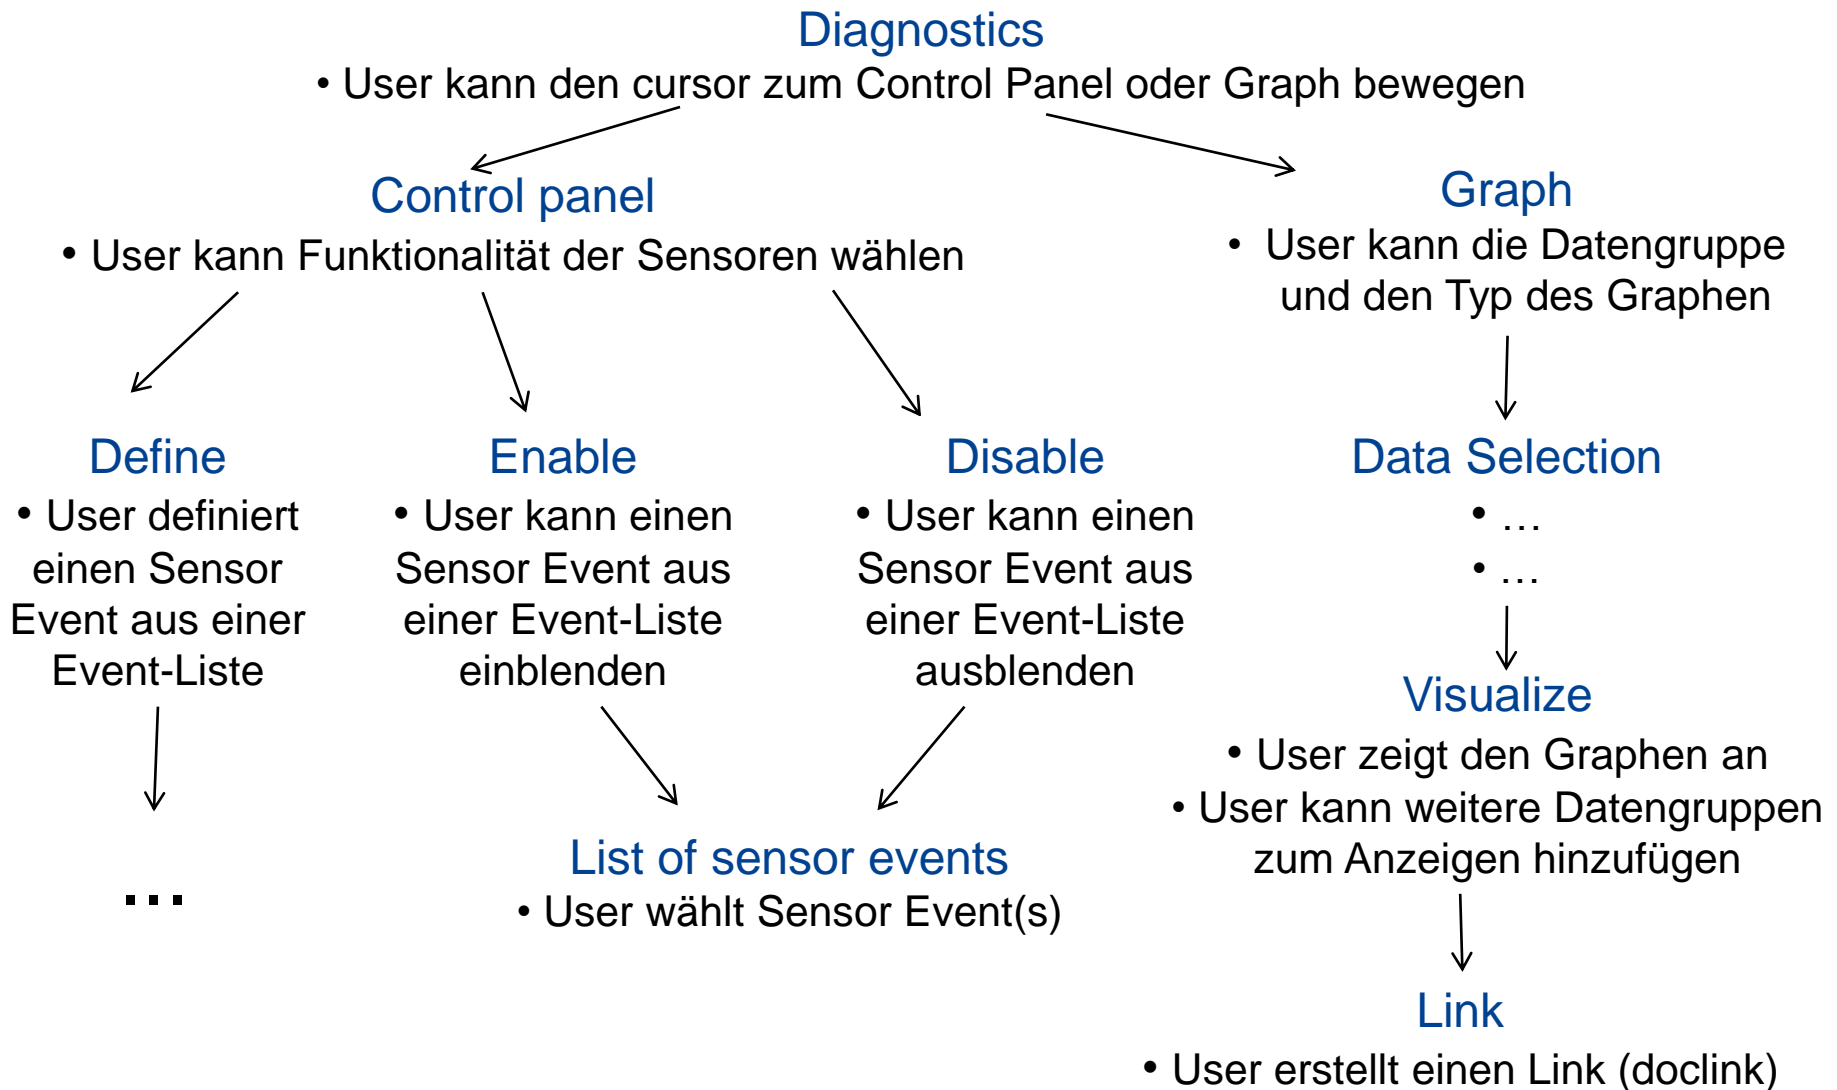 Diagnostics
• User kann den cursor zum Control Panel oder Graph bewegen
Control panel
• User kann Funktionalität der Sensoren wählen
Graph
• User kann die Datengruppe
und den Typ des Graphen
Define
• User definiert
einen Sensor
Event aus einer
Event-Liste
...
Enable
• User kann einen
Sensor Event aus
einer Event-Liste
einblenden
Disable
• User kann einen
Sensor Event aus
einer Event-Liste
ausblenden
List of sensor events
• User wählt Sensor Event(s)
Data Selection
• …
• …
Visualize
• User zeigt den Graphen an
• User kann weitere Datengruppen
zum Anzeigen hinzufügen
Link
• User erstellt einen Link (doclink)